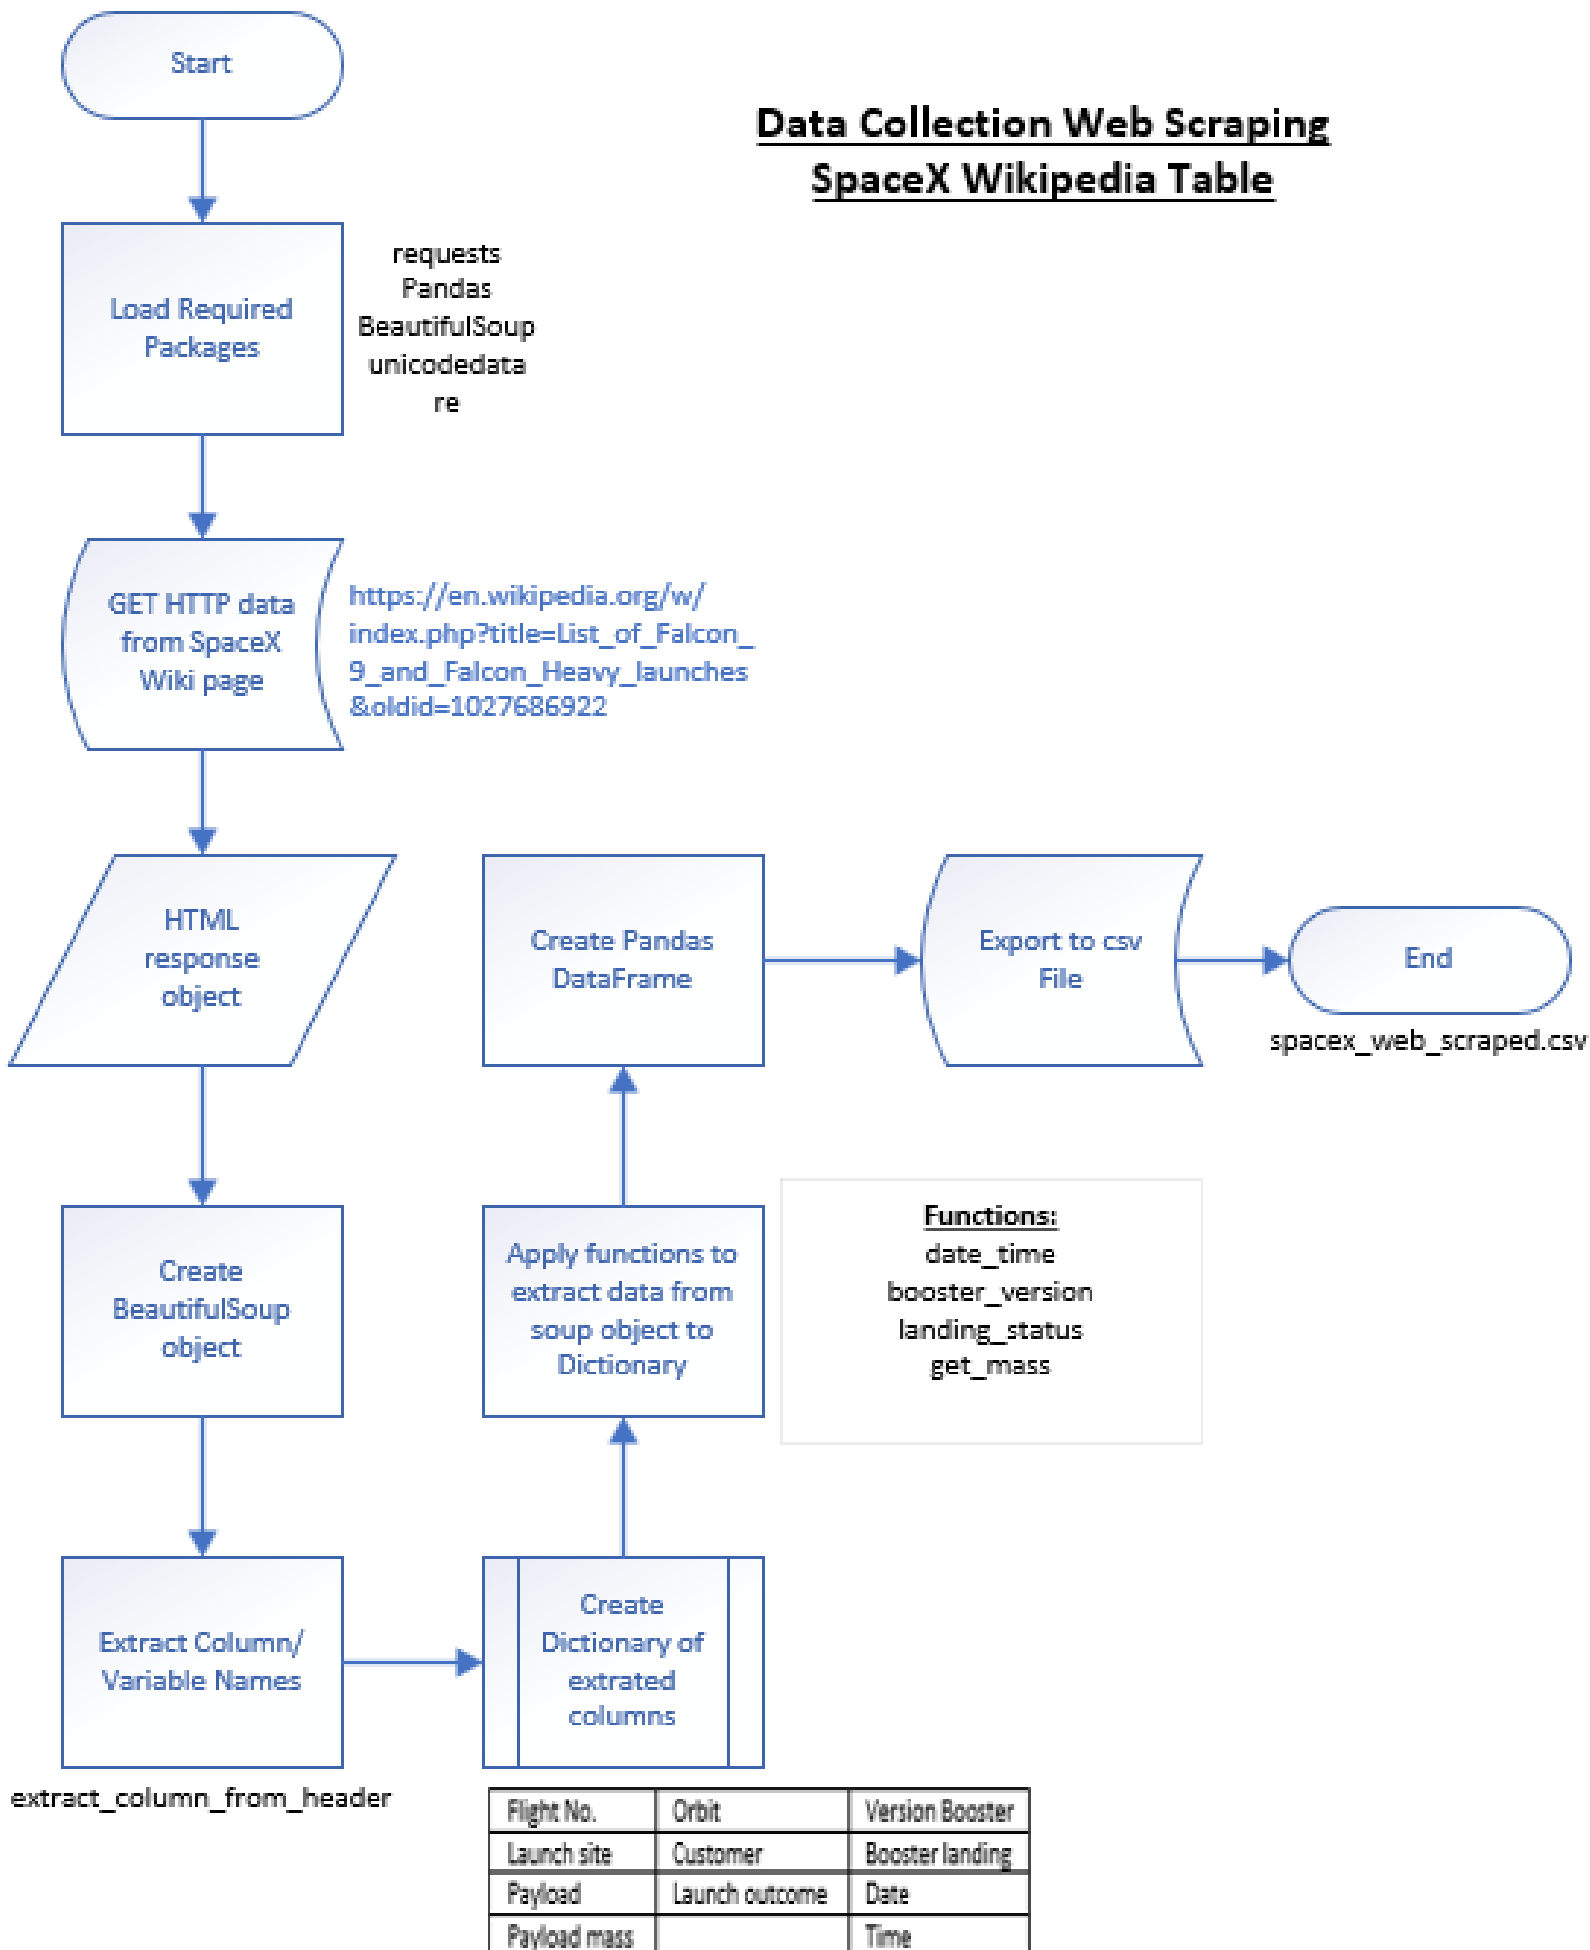 Start
Data Collection Web Scraping
SpaceX Wikipedia Table
Load Required
Packages
requests
Pandas
BeautifulSoup
unicodedata
re
GET HTTP data
from SpaceX
Wiki page
https://en.wikipedia.org/w/
index.php?title=List_of_Falcon_
9_and_Falcon_Heavy_launches
&oldid=1027686922
HTML
response
object
Create
BeautifulSoup
object
Extract Column/
Variable Names
extract_column_from_header
Create
Dictionary of
extrated
columns
Flight No. Orbit Version Booster
Launch site Customer Booster landing
Payload Launch outcome Date
Payload mass Time
Apply functions to
extract data from
soup object to
Dictionary
Functions:
date_time
booster_version
landing_status
get_mass
Create Pandas
DataFrame
Export to csv
File
End
spacex_web_scraped.csv